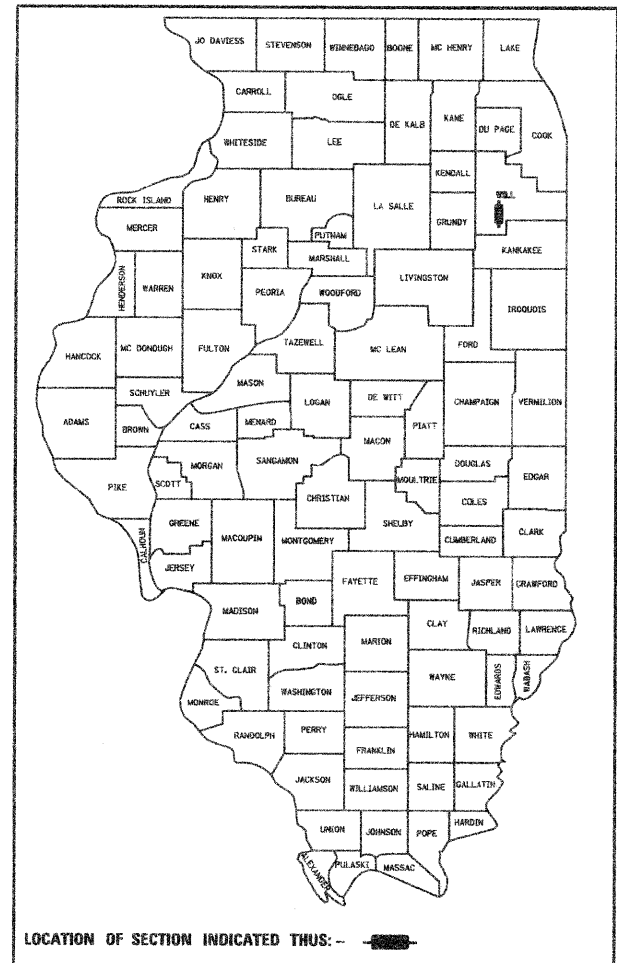 JO DAVIESS
STEVENSON
WINNEBAGO
BOONE
MC HENRY
LAKE
CARROLL
OGLE
DE KALB
KANE
DU PAGE
COOK
WHITESIDE
LEE
KENDALL
WILL
ROCK ISLAND
HENRY
BUREAU
LA SALLE
GRUNDY
MERCER
PUTNAM
KANKAKEE
STARK
MARSHALL
HENDERSON
WARREN
KNOX
PEORIA
WOODFORD
LIVINGSTON
IROQUOIS
HANCOCK
MC DONOUGH
FULTON
TAZEWELL
MC LEAN
FORD
SCHUYLER
MASON
LOGAN
DE WITT
CHAMPAIGN
VERMILION
ADAMS
BROWN
CASS
MENARD
MACON
PIATT
PIKE
SCOTT
MORGAN
SANGAMON
CHRISTIAN
MOULTRIE
DOUGLAS
EDGAR
COLES
CALHOUN
GREENE
MACOUPIN
MONTGOMERY
SHELBY
CUMBERLAND
CLARK
JERSEY
FAYETTE
EFFINGHAM
JASPER
CRAWFORD
MADISON
BOND
CLAY
RICHLAND
LAWRENCE
CLINTON
MARION
ST. CLAIR
WAYNE
EDWARDS
WABASH
WASHINGTON
JEFFERSON
MONROE
RANDOLPH
PERRY
HAMILTON
WHITE
FRANKLIN
JACKSON
WILLIAMSON
SALINE
GALLATIN
UNION
JOHNSON
POPE
HARDIN
ALEXANDER
PULASKI
MASSAC
LOCATION OF SECTION INDICATED THUS: -